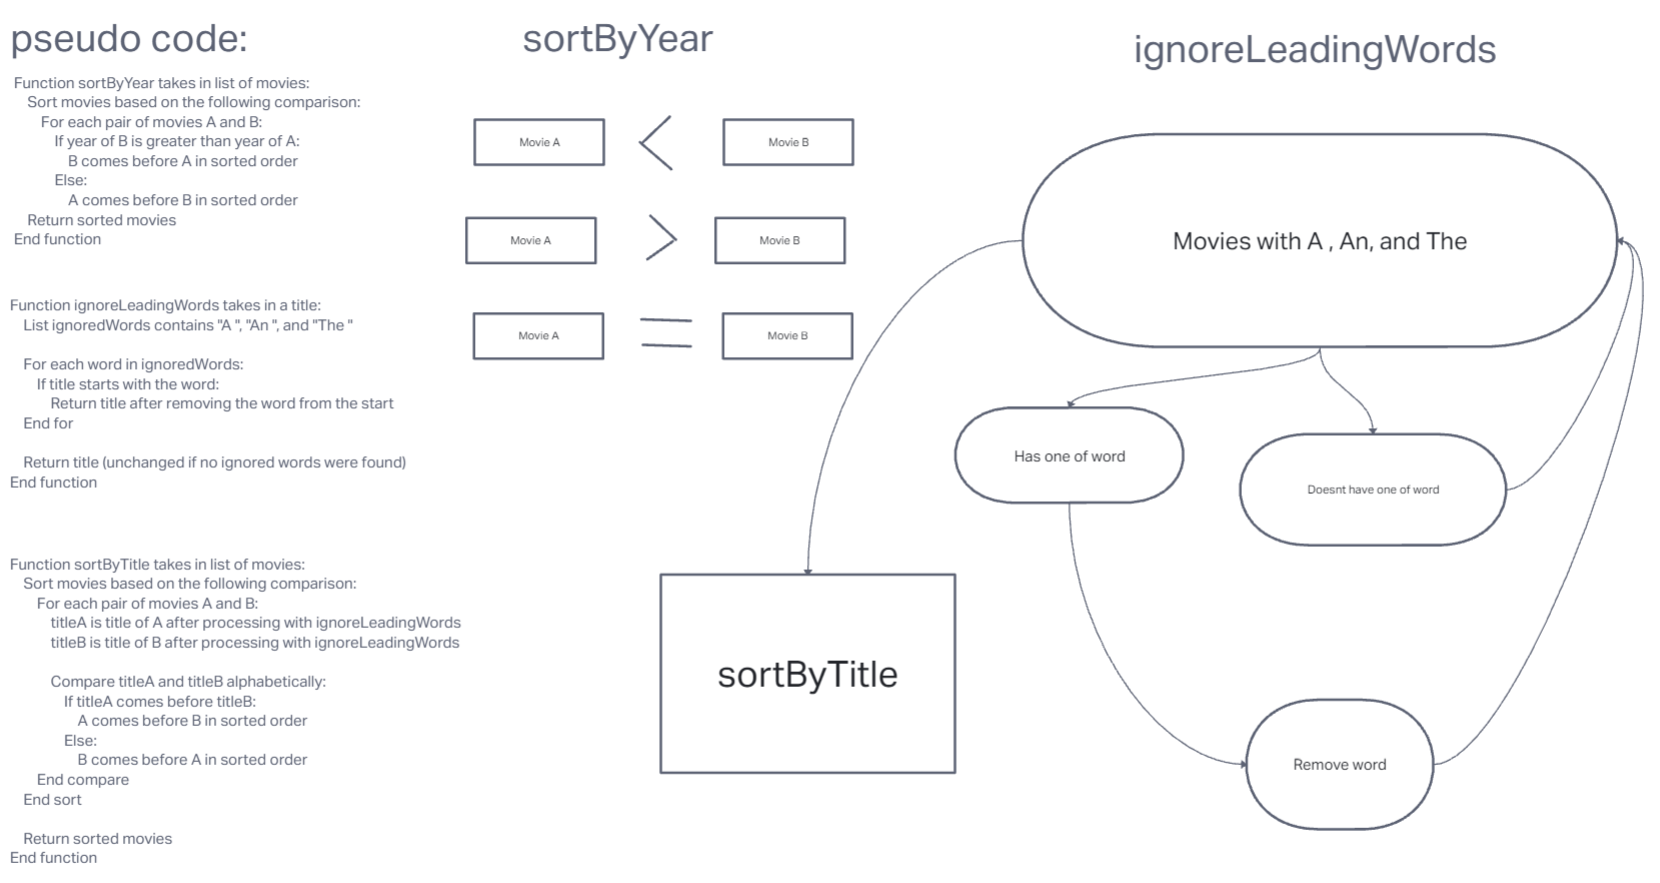 pseudo code:
Function sortByYear takes in list of movies:
Sort movies based on the following comparison:
For each pair of movies A and B:
If year of B is greater than year of A:
B comes before A in sorted order
Else:
A comes before B in sorted order
Return sorted movies
End function
Function ignoreLeadingWords takes in a title:
List ignoredWords contains "A ", "An ", and "The "
For each word in ignoredWords:
If title starts with the word:
Return title after removing the word from the start
End for
Return title (unchanged if no ignored words were found)
End function
Function sortByTitle takes in list of movies:
Sort movies based on the following comparison:
For each pair of movies A and B:
titleA is title of A after processing with ignoreLeadingWords
titleB is title of B after processing with ignoreLeadingWords
Compare titleA and titleB alphabetically:
If titleA comes before titleB:
A comes before B in sorted order
Else:
B comes before A in sorted order
End compare
End sort
Return sorted movies
End function
sortByYear
Movie A < Movie B
Movie A > Movie B
Movie A = Movie B
ignoreLeadingWords
Movies with A , An, and The
Has one of word
Doesnt have one of word
Remove word
sortByTitle